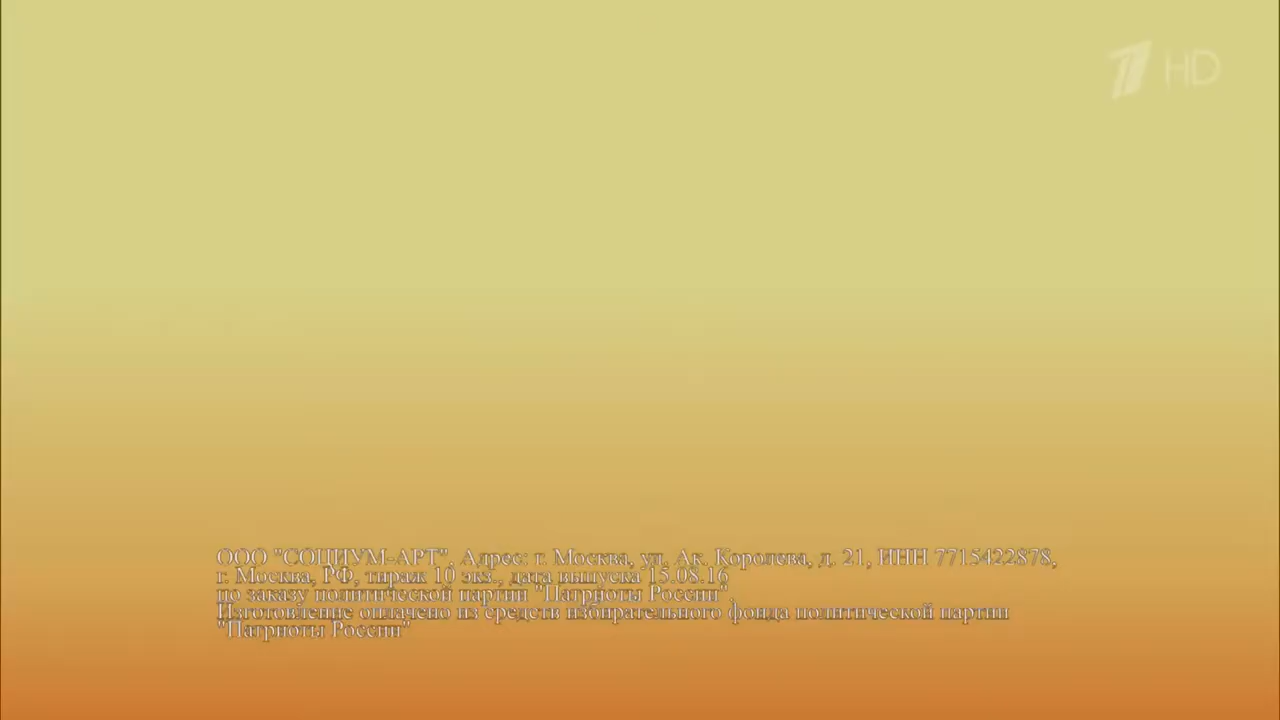 HD
ООО "СОЦИУМ-АРТ", Адрес: г. Москва, ул. Ак. Королева, д. 21, ИНН 7715422878,
г. Москва, РФ, тираж 10 экз., дата выпуска 15.08.16
по заказу политической партии "Патриоты России".
Изготовление оплачено из средств избирательного фонда политической партии
"Патриоты России"